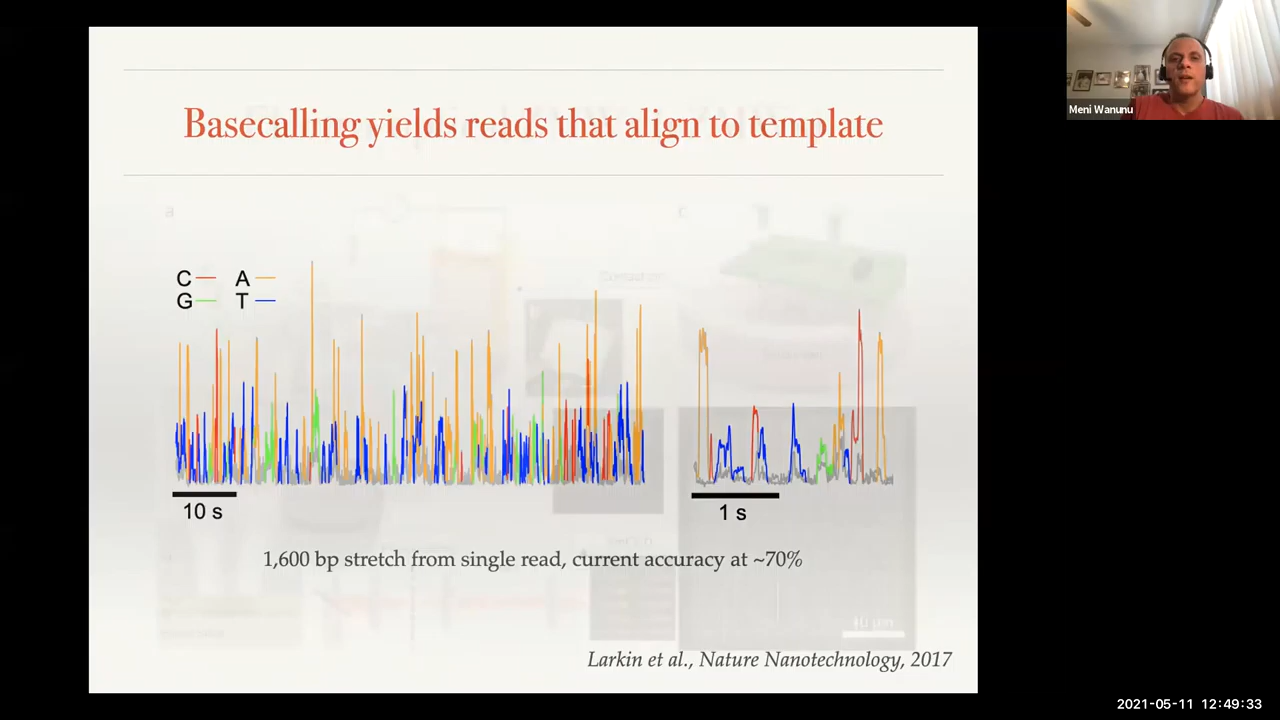 Basecalling yields reads that align to template
Meni Wanunu
C A
G T
10 s
1 s
1,600 bp stretch from single read, current accuracy at ~70%
Larkin et al., Nature Nanotechnology, 2017
2021-05-11 12:49:33